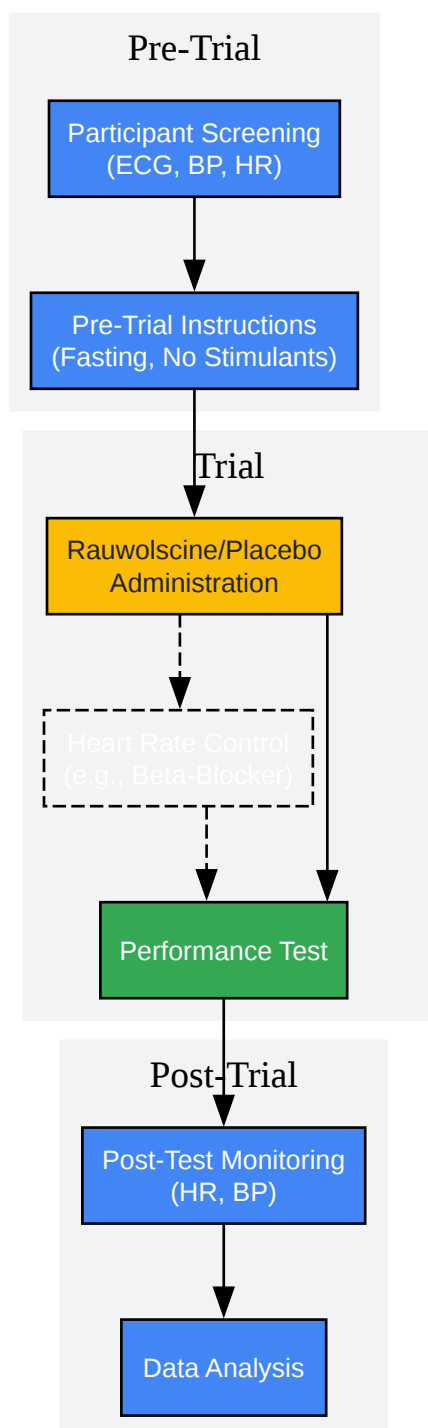 Pre-Trial
Participant Screening
(ECG, BP, HR)
Pre-Trial Instructions
(Fasting, No Stimulants)
Trial
Rauwolscine/Placebo
Administration
Heart Rate Control
(e.g., Beta-Blocker)
Performance Test
Post-Trial
Post-Test Monitoring
(HR, BP)
Data Analysis